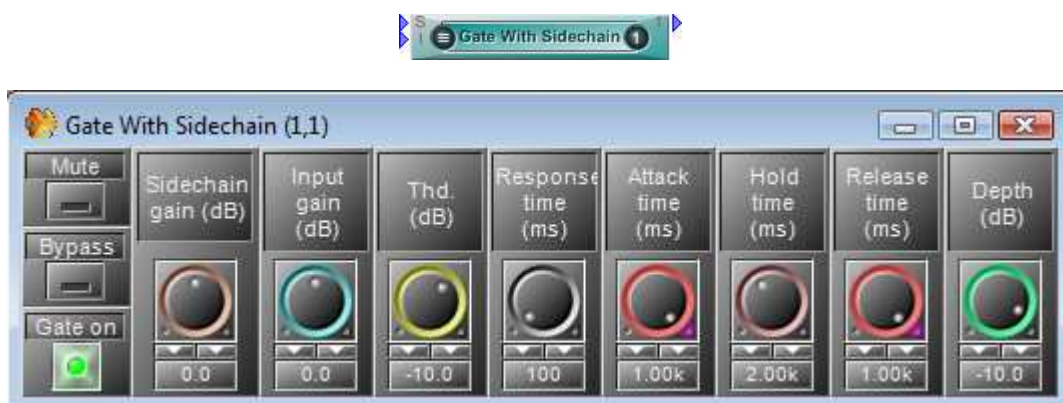 S
I
Gate With Sidechain
1
1
Gate With Sidechain (1,1)
Mute
Bypass
Gate on
Sidechain
gain (dB)
0.0
Input
gain
(dB)
0.0
Thd.
(dB)
-10.0
Response
time
(ms)
100
Attack
time
(ms)
1.00k
Hold
time
(ms)
2.00k
Release
time
(ms)
1.00k
Depth
(dB)
-10.0